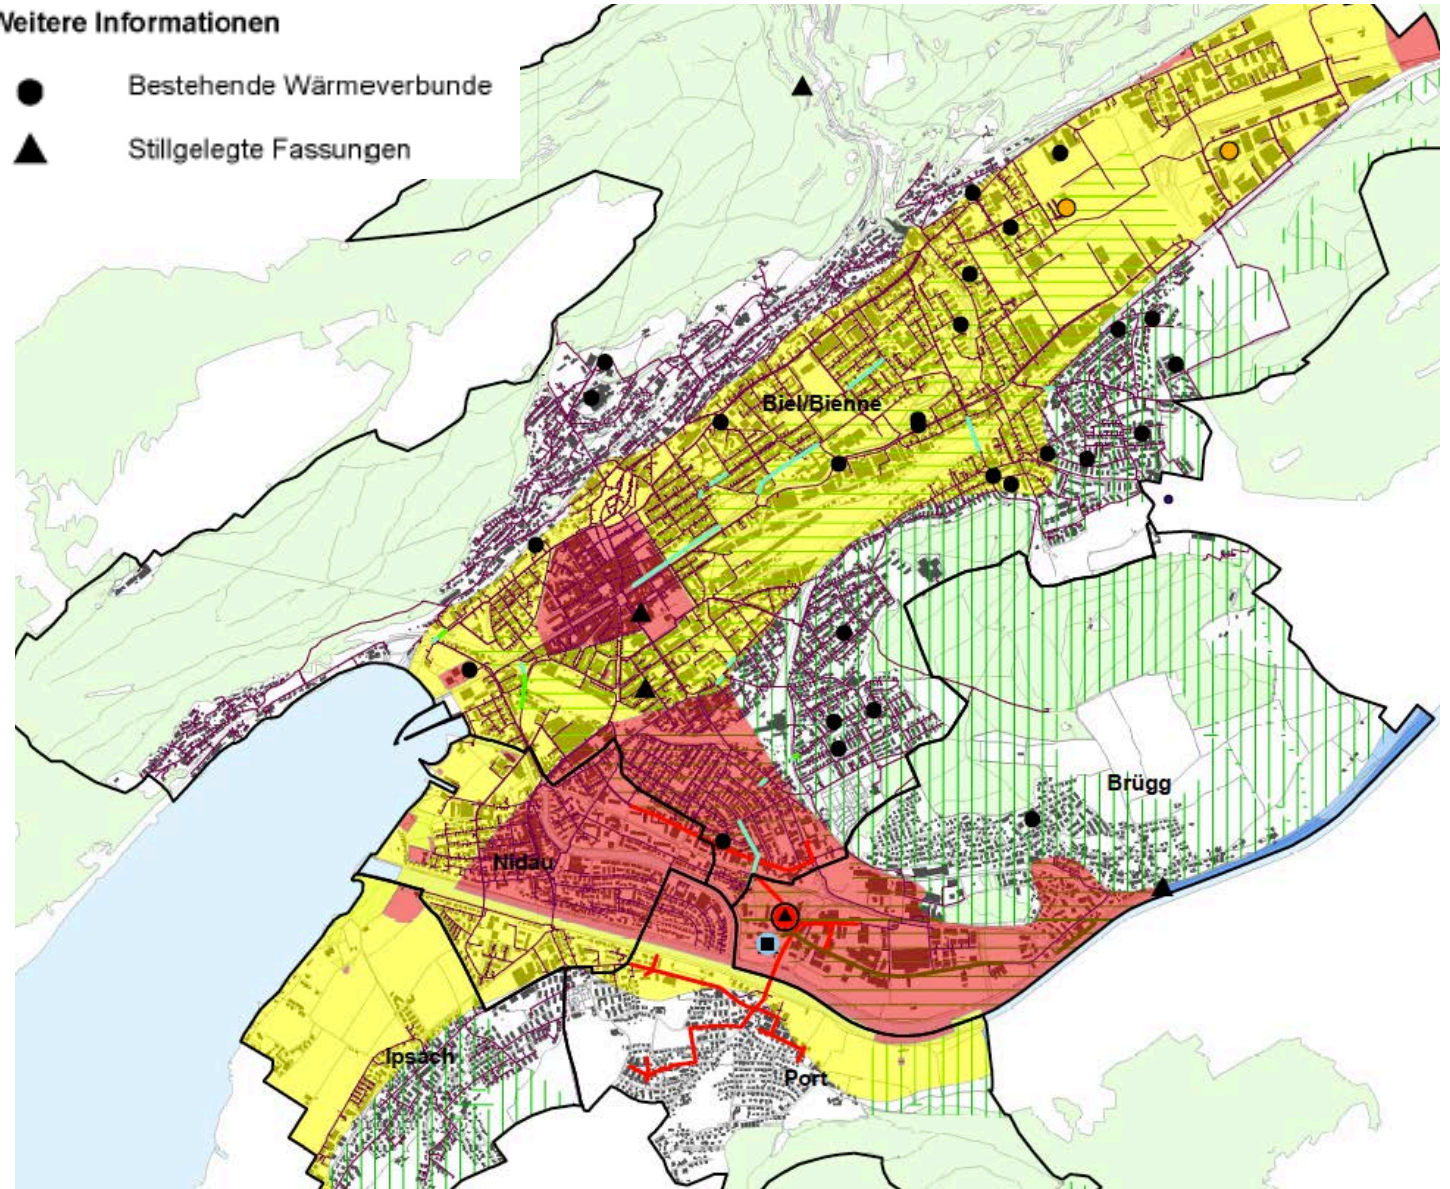 Weitere Informationen
Bestehende Wärmeverbunde
Stillgelegte Fassungen
Biel/Bienne
Brügg
Nidau
Ipsach
Port